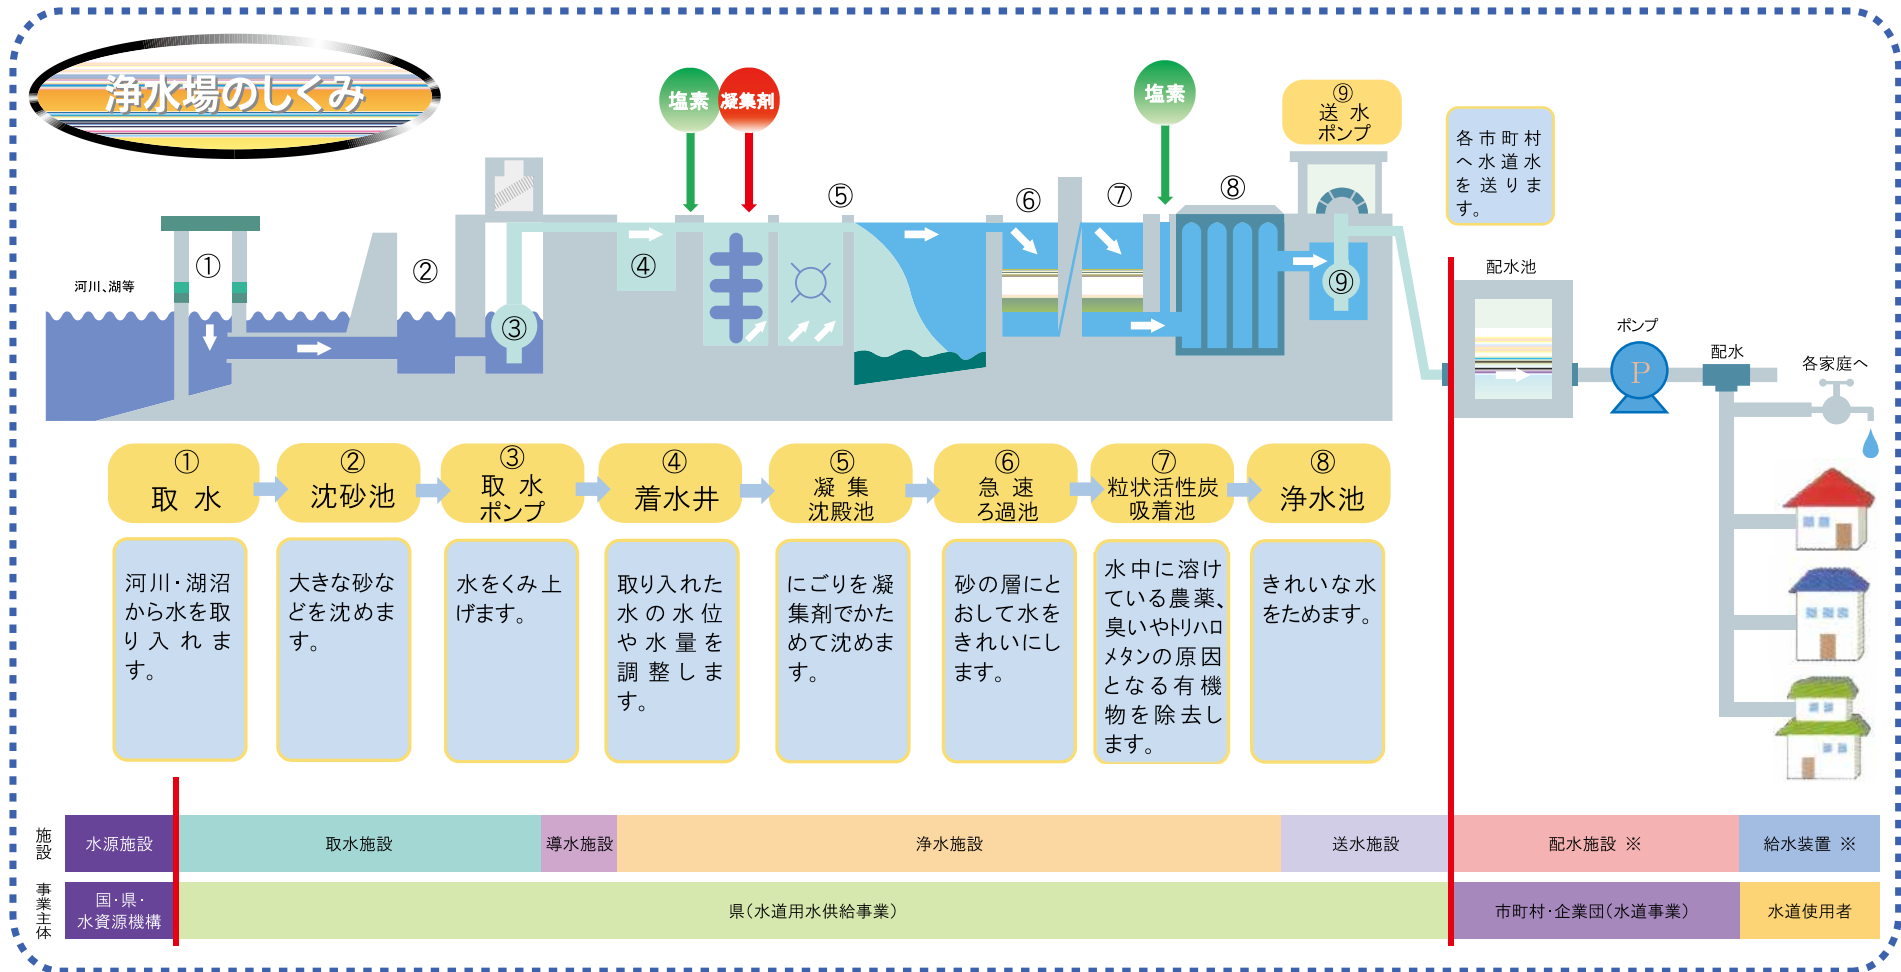 浄水場のしくみ
塩素
凝集剤
塩素
⑨
送水
ポンプ
各市町村
へ水道水
を送りま
す。
①
②
③
④
⑤
⑥
⑦
⑧
⑨
河川、湖等
配水池
ポンプ
P
配水
各家庭へ
①
取水
②
沈砂池
③
取水
ポンプ
④
着水井
⑤
凝集
沈殿池
⑥
急速
ろ過池
⑦
粒状活性炭
吸着池
⑧
浄水池
河川・湖沼
から水を取
り入れま
す。
大きな砂な
どを沈めま
す。
水をくみ上
げます。
取り入れた
水の水位
や水量を
調整しま
す。
にごりを凝
集剤でかた
めて沈めま
す。
砂の層にと
おして水を
きれいにし
ます。
水中に溶け
ている農薬、
臭いやトリハロ
メタンの原因
となる有機
物を除去し
ます。
きれいな水
をためます。
施設
水源施設
取水施設
導水施設
浄水施設
送水施設
配水施設 ※
給水装置 ※
事業主体
国・県・
水資源機構
県(水道用水供給事業)
市町村・企業団(水道事業)
水道使用者